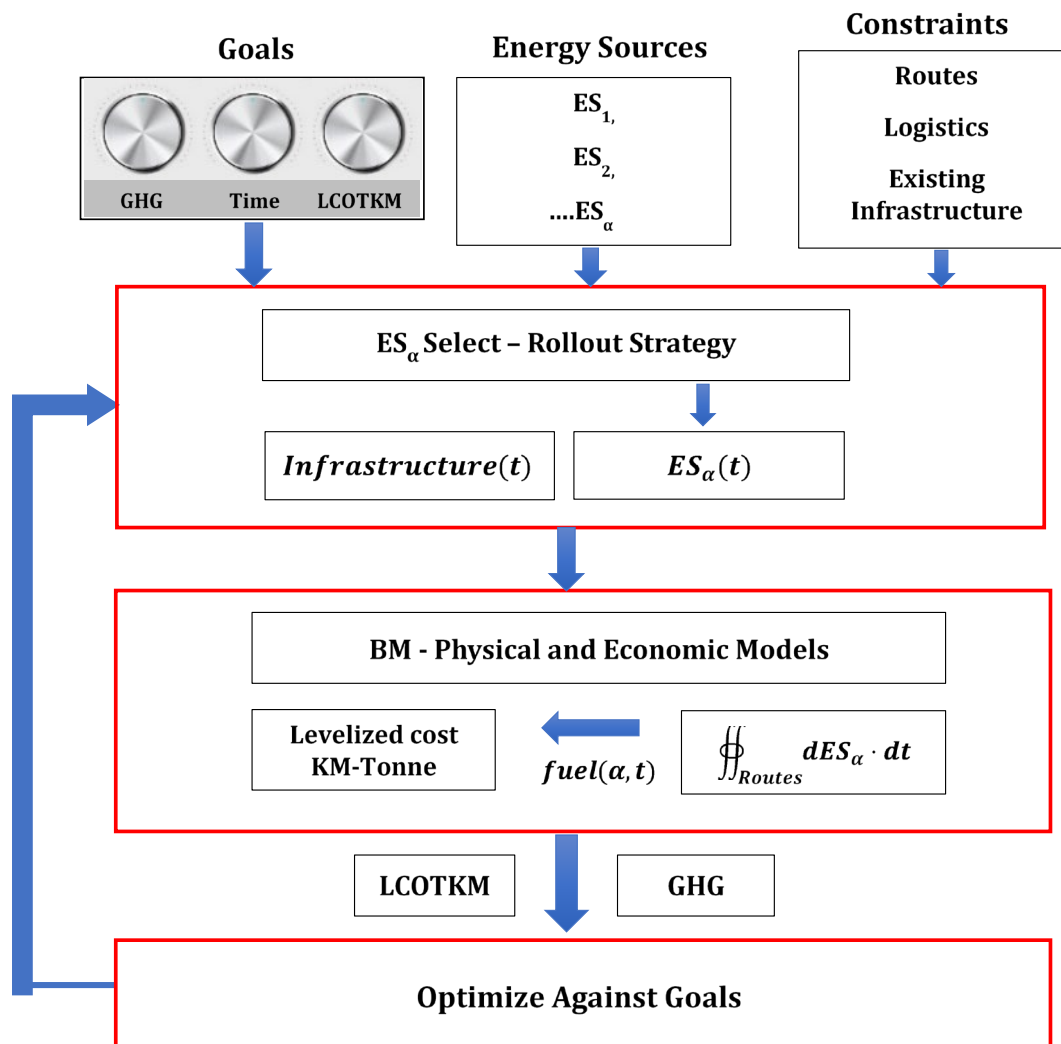 Goals
GHG Time LCOTKM
Energy Sources
ES₁,
ES₂,
....ESα
Constraints
Routes
Logistics
Existing
Infrastructure
ESα Select – Rollout Strategy
Infrastructure(t)
ESα(t)
BM - Physical and Economic Models
Levelized cost
KM-Tonne
fuel(α, t)
∯Routes dESα · dt
LCOTKM
GHG
Optimize Against Goals